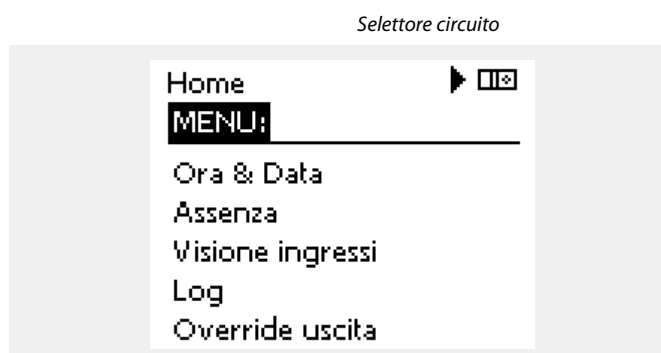 Selettore circuito
Home
MENU:
Ora & Data
Assenza
Visione ingressi
Log
Override uscita